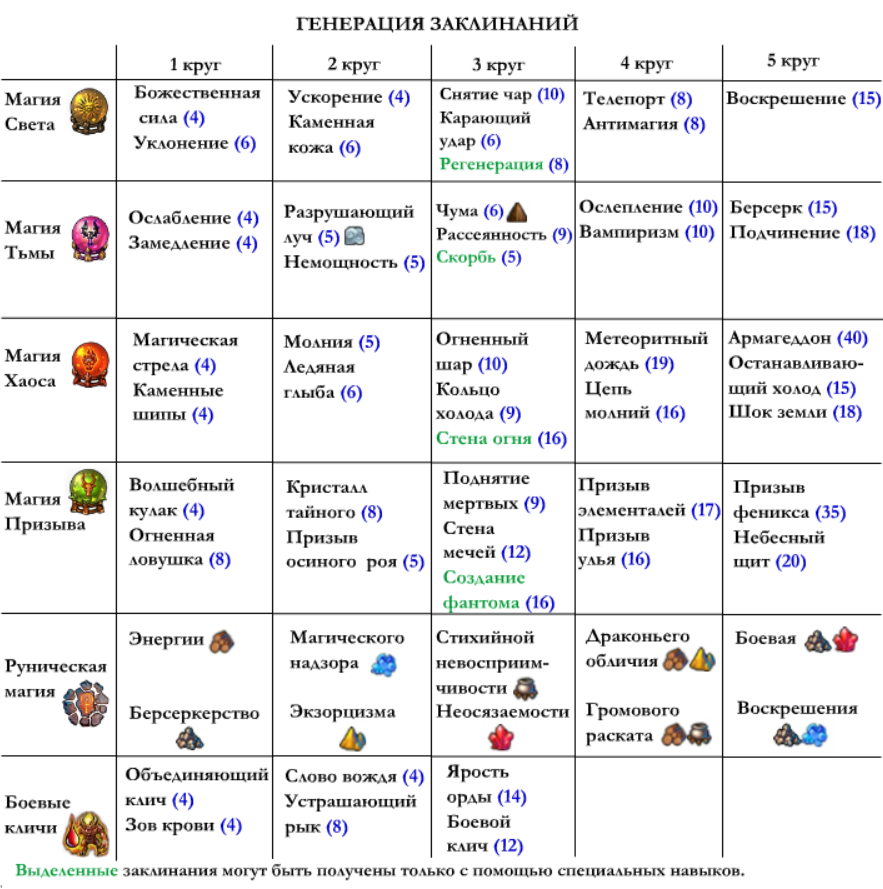 ГЕНЕРАЦИЯ ЗАКЛИНАНИЙ
1 круг
2 круг
3 круг
4 круг
5 круг
Магия
Света
Божественная
сила (4)
Уклонение (6)
Ускорение (4)
Каменная
кожа (6)
Снятие чар (10)
Карающий
удар (6)
Регенерация (8)
Телепорт (8)
Антимагия (8)
Воскрешение (15)
Магия
Тьмы
Ослабление (4)
Замедление (4)
Разрушающий
луч (5)
Немощность (5)
Чума (6)
Рассеянность (9)
Скорбь (5)
Ослепление (10)
Вампиризм (10)
Берсерк (15)
Подчинение (18)
Магия
Хаоса
Магическая
стрела (4)
Каменные
шипы (4)
Молния (5)
Ледяная
глыба (6)
Огненный
шар (10)
Кольцо
холода (9)
Стена огня (16)
Метеоритный
дождь (19)
Цепь
молний (16)
Армагеддон (40)
Останавливаю-
щий холод (15)
Шок земли (18)
Магия
Призыва
Волшебный
кулак (4)
Огненная
ловушка (8)
Кристалл
тайного (8)
Призыв
осиного роя (5)
Поднятие
мертвых (9)
Стена
мечей (12)
Создание
фантома (16)
Призыв
элементалей (17)
Призыв
улья (16)
Призыв
феникса (35)
Небесный
щит (20)
Руническая
магия
Энергии
Берсеркерство
Магического
надзора
Экзорцизма
Стихийной
невосприим-
чивости
Неосязаемости
Драконьего
обличия
Громового
раската
Боевая
Воскрешения
Боевые
кличи
Объединяющий
клич (4)
Зов крови (4)
Слово вождя (4)
Устрашающий
рык (8)
Ярость
орды (14)
Боевой
клич (12)
Выделенные заклинания могут быть получены только с помощью специальных навыков.